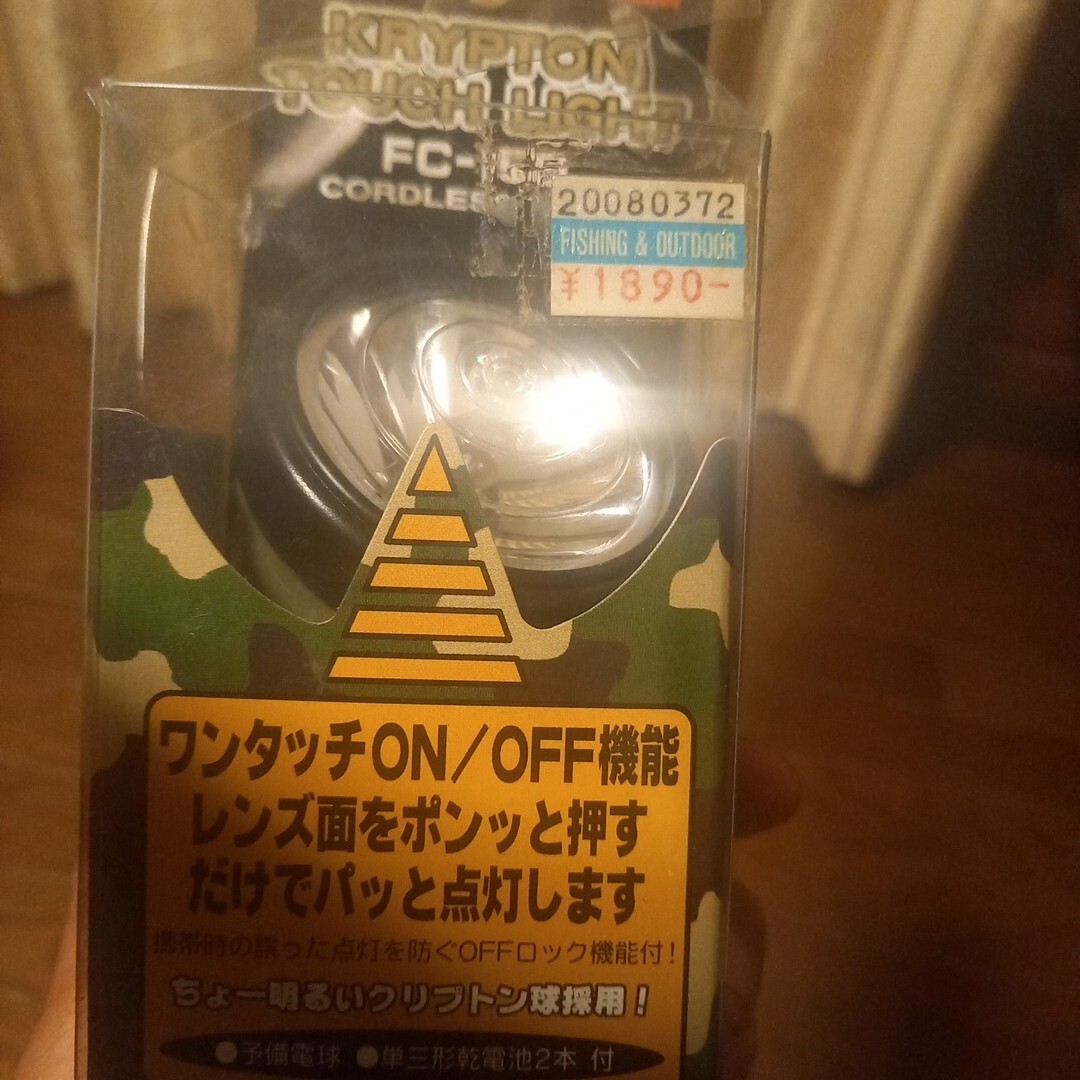 KRYPTON
TOUCH LIGHT
20080372
FISHING & OUTDOOR
¥1890-
ワンタッチON/OFF機能
レンズ面をポンッと押す
だけでパッと点灯します
携帯時の誤った点灯を防ぐOFFロック機能付!
ちょー明るいクリプトン球採用!
●予備電球 ●単三形乾電池2本 付